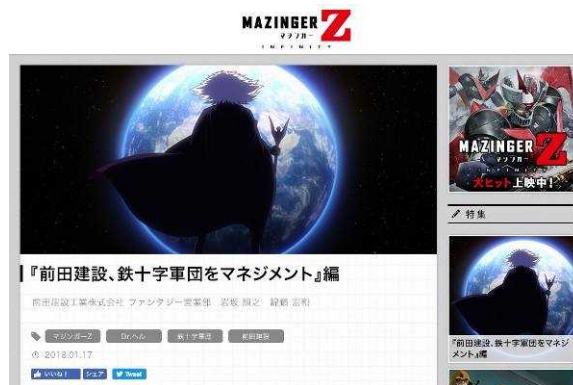 MAZINGER Z
マジンガー
INFINITY
『前田建設、鉄十字軍団をマネジメント』編
前田建設工業株式会社 ファンタジー営業部
マジンガーZ
Dr.ヘル
鉄十字軍団
前田建設
2018.01.17
いいね!
シェア
Tweet
MAZINGER Z
マジンガー
INFINITY
大ヒット上映中!
特集
『前田建設、鉄十字軍団をマネジ
メント』編